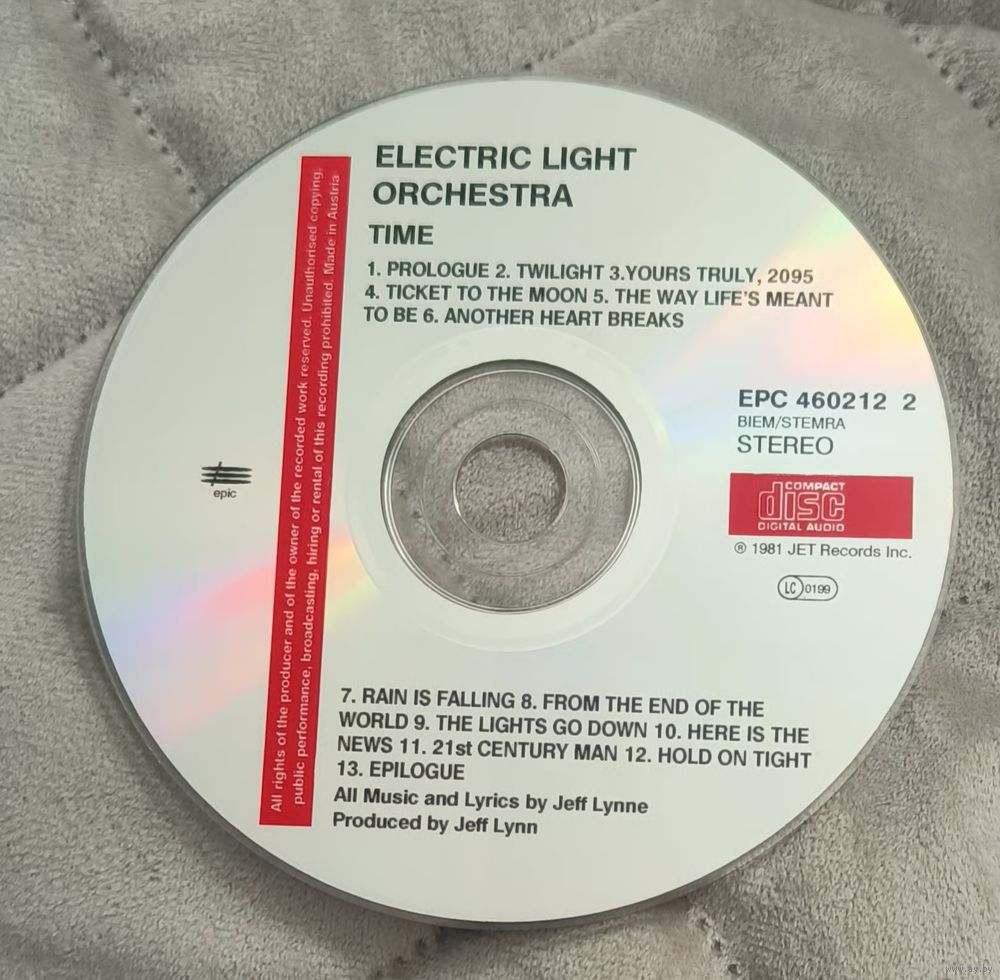 ELECTRIC LIGHT
ORCHESTRA
TIME
1. PROLOGUE 2. TWILIGHT 3.YOURS TRULY, 2095
4. TICKET TO THE MOON 5. THE WAY LIFE'S MEANT
TO BE 6. ANOTHER HEART BREAKS
EPC 460212 2
BIEM/STEMRA
STEREO
COMPACT
disc
DIGITAL AUDIO
℗ 1981 JET Records Inc.
LC 0199
epic
All rights of the producer and of the owner of the recorded work reserved. Unauthorised copying,
public performance, broadcasting, hiring or rental of this recording prohibited. Made in Austria
7. RAIN IS FALLING 8. FROM THE END OF THE
WORLD 9. THE LIGHTS GO DOWN 10. HERE IS THE
NEWS 11. 21st CENTURY MAN 12. HOLD ON TIGHT
13. EPILOGUE
All Music and Lyrics by Jeff Lynne
Produced by Jeff Lynn
www.ay.by